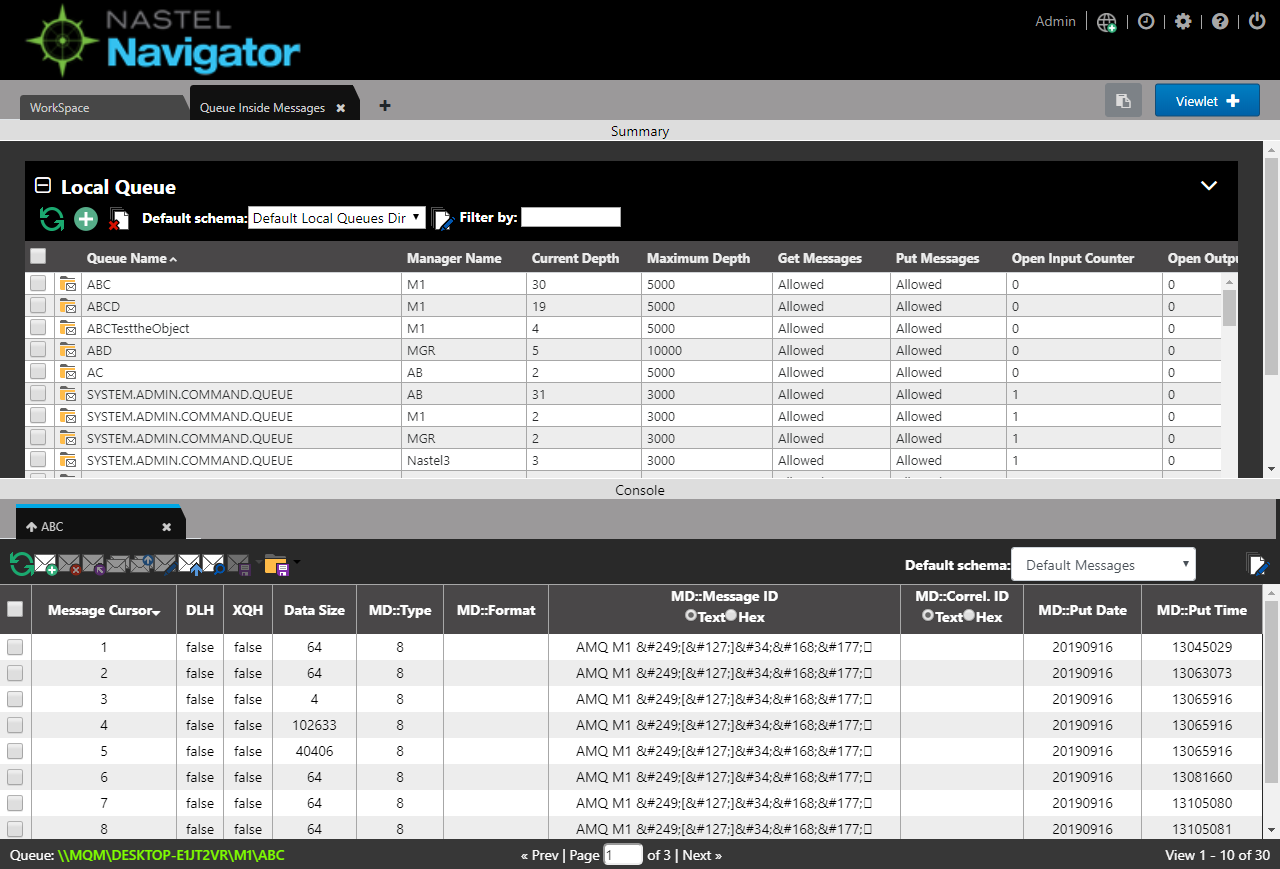 NASTEL
Navigator
Admin
WorkSpace
Queue Inside Messages
Viewlet
Summary
Local Queue
Default schema: Default Local Queues Dir Filter by:
Queue Name Manager Name Current Depth Maximum Depth Get Messages Put Messages Open Input Counter Open Outpu
ABC M1 30 5000 Allowed Allowed 0 0
ABCD M1 19 5000 Allowed Allowed 0 0
ABCTesttheObject M1 4 5000 Allowed Allowed 0 0
ABD MGR 5 10000 Allowed Allowed 0 0
AC AB 2 5000 Allowed Allowed 0 0
SYSTEM.ADMIN.COMMAND.QUEUE AB 31 3000 Allowed Allowed 1 0
SYSTEM.ADMIN.COMMAND.QUEUE M1 2 3000 Allowed Allowed 1 0
SYSTEM.ADMIN.COMMAND.QUEUE MGR 2 3000 Allowed Allowed 1 0
SYSTEM.ADMIN.COMMAND.QUEUE Nastel3 3 3000 Allowed Allowed 1 0
Console
ABC
Default schema: Default Messages
Message Cursor DLH XQH Data Size MD::Type MD::Format MD::Message ID Text Hex MD::Correl. ID Text Hex MD::Put Date MD::Put Time
1 false false 64 8 AMQ M1 &#249;[&#127;]&#34;&#168;&#177;□ 20190916 13045029
2 false false 64 8 AMQ M1 &#249;[&#127;]&#34;&#168;&#177;□ 20190916 13063073
3 false false 4 8 AMQ M1 &#249;[&#127;]&#34;&#168;&#177;□ 20190916 13065916
4 false false 102633 8 AMQ M1 &#249;[&#127;]&#34;&#168;&#177;□ 20190916 13065916
5 false false 40406 8 AMQ M1 &#249;[&#127;]&#34;&#168;&#177;□ 20190916 13065916
6 false false 64 8 AMQ M1 &#249;[&#127;]&#34;&#168;&#177;□ 20190916 13081660
7 false false 64 8 AMQ M1 &#249;[&#127;]&#34;&#168;&#177;□ 20190916 13105080
8 false false 64 8 AMQ M1 &#249;[&#127;]&#34;&#168;&#177;□ 20190916 13105081
Queue: \\MQM\DESKTOP-E1JT2VR\M1\ABC « Prev | Page 1 of 3 | Next » View 1 - 10 of 30